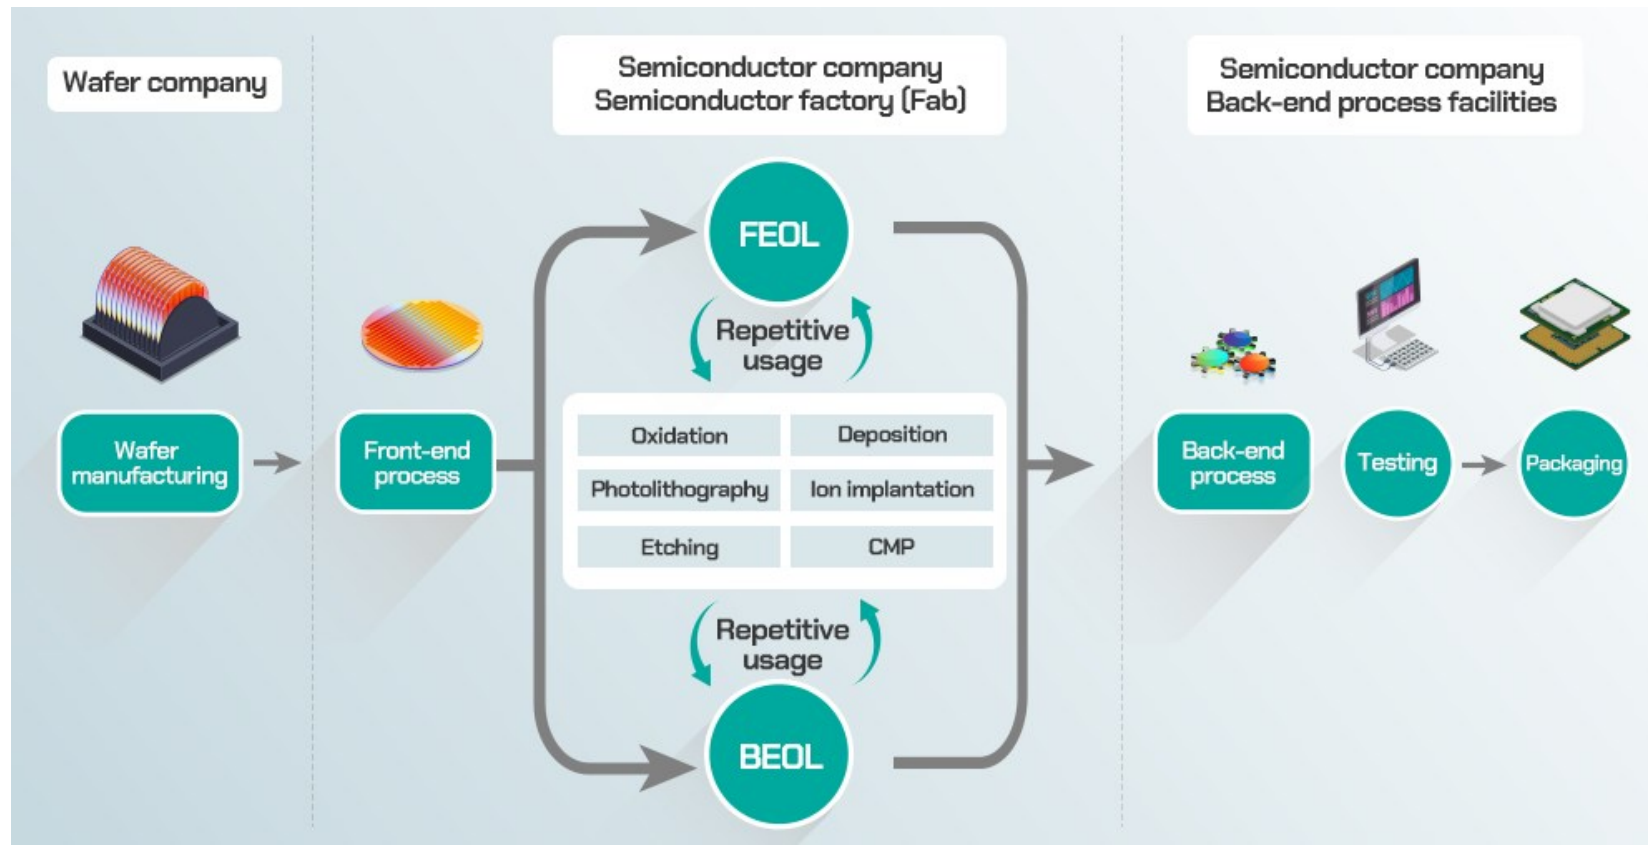 Wafer company
Semiconductor company
Semiconductor factory (Fab)
Semiconductor company
Back-end process facilities
FEOL
Repetitive
usage
Oxidation
Deposition
Photolithography
Ion implantation
Etching
CMP
Wafer
manufacturing
Front-end
process
Back-end
process
Testing
Packaging
Repetitive
usage
BEOL